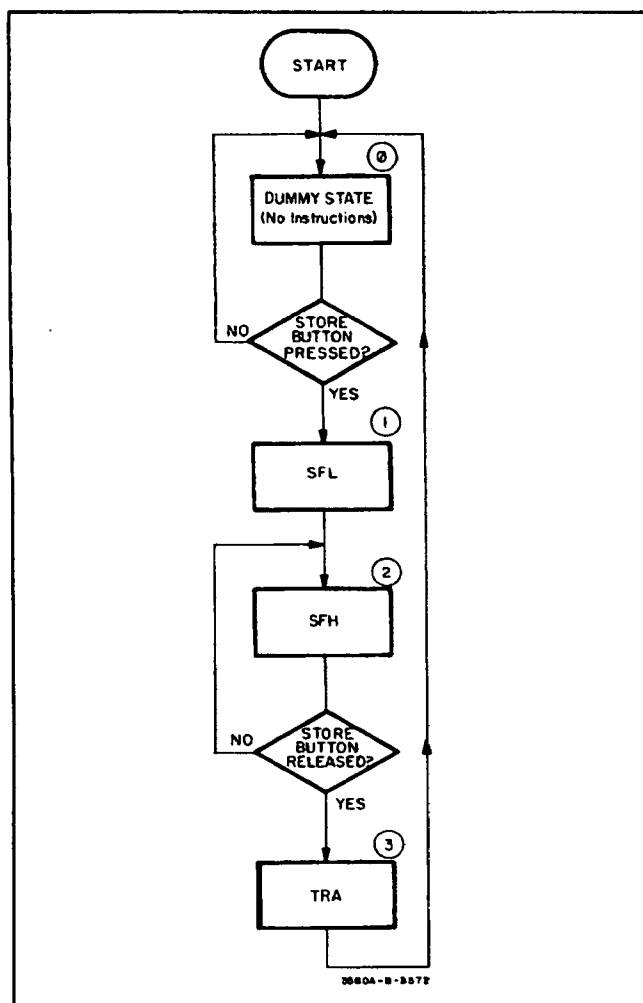 START
0
DUMMY STATE
(No Instructions)
STORE
BUTTON
PRESSED?
NO
YES
1
SFL
2
SFH
STORE
BUTTON
RELEASED?
NO
YES
3
TRA